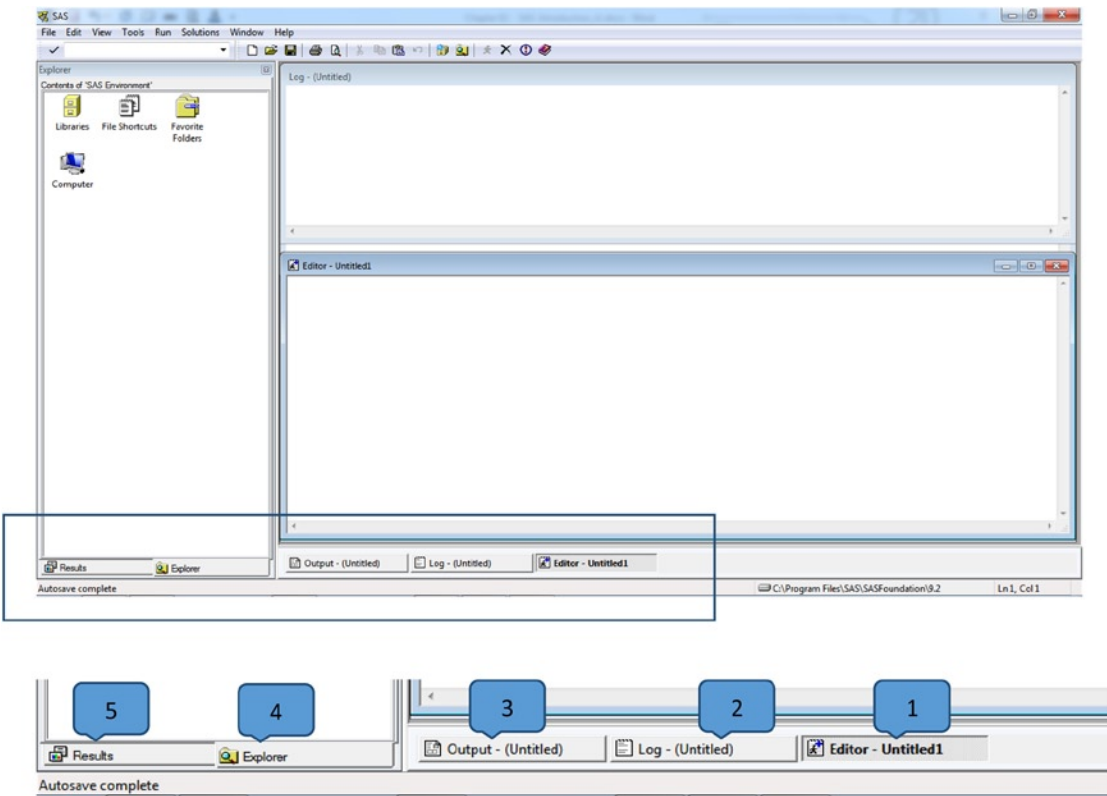 SAS
File Edit View Tools Run Solutions Window Help
Explorer
Contents of 'SAS Environment'
Libraries File Shortcuts Favorite Folders
Computer
Log - (Untitled)
Editor - Untitled1
Results Explorer
Output - (Untitled) Log - (Untitled) Editor - Untitled1
Autosave complete C:\Program Files\SAS\SASFoundation\9.2 Ln 1, Col 1
5 4 3 2 1
Results Explorer Output - (Untitled) Log - (Untitled) Editor - Untitled1
Autosave complete